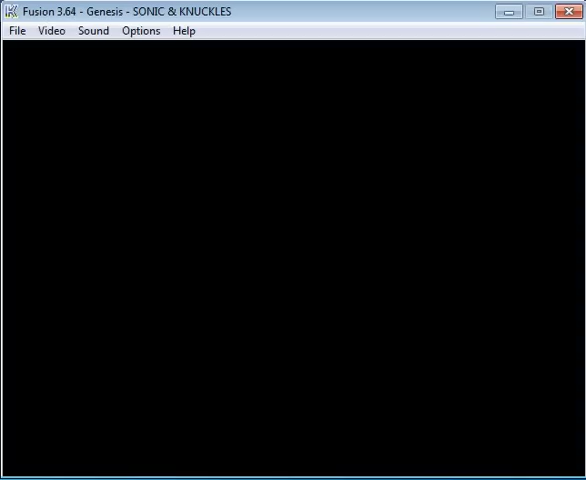 Fusion 3.64 - Genesis - SONIC & KNUCKLES
File Video Sound Options Help